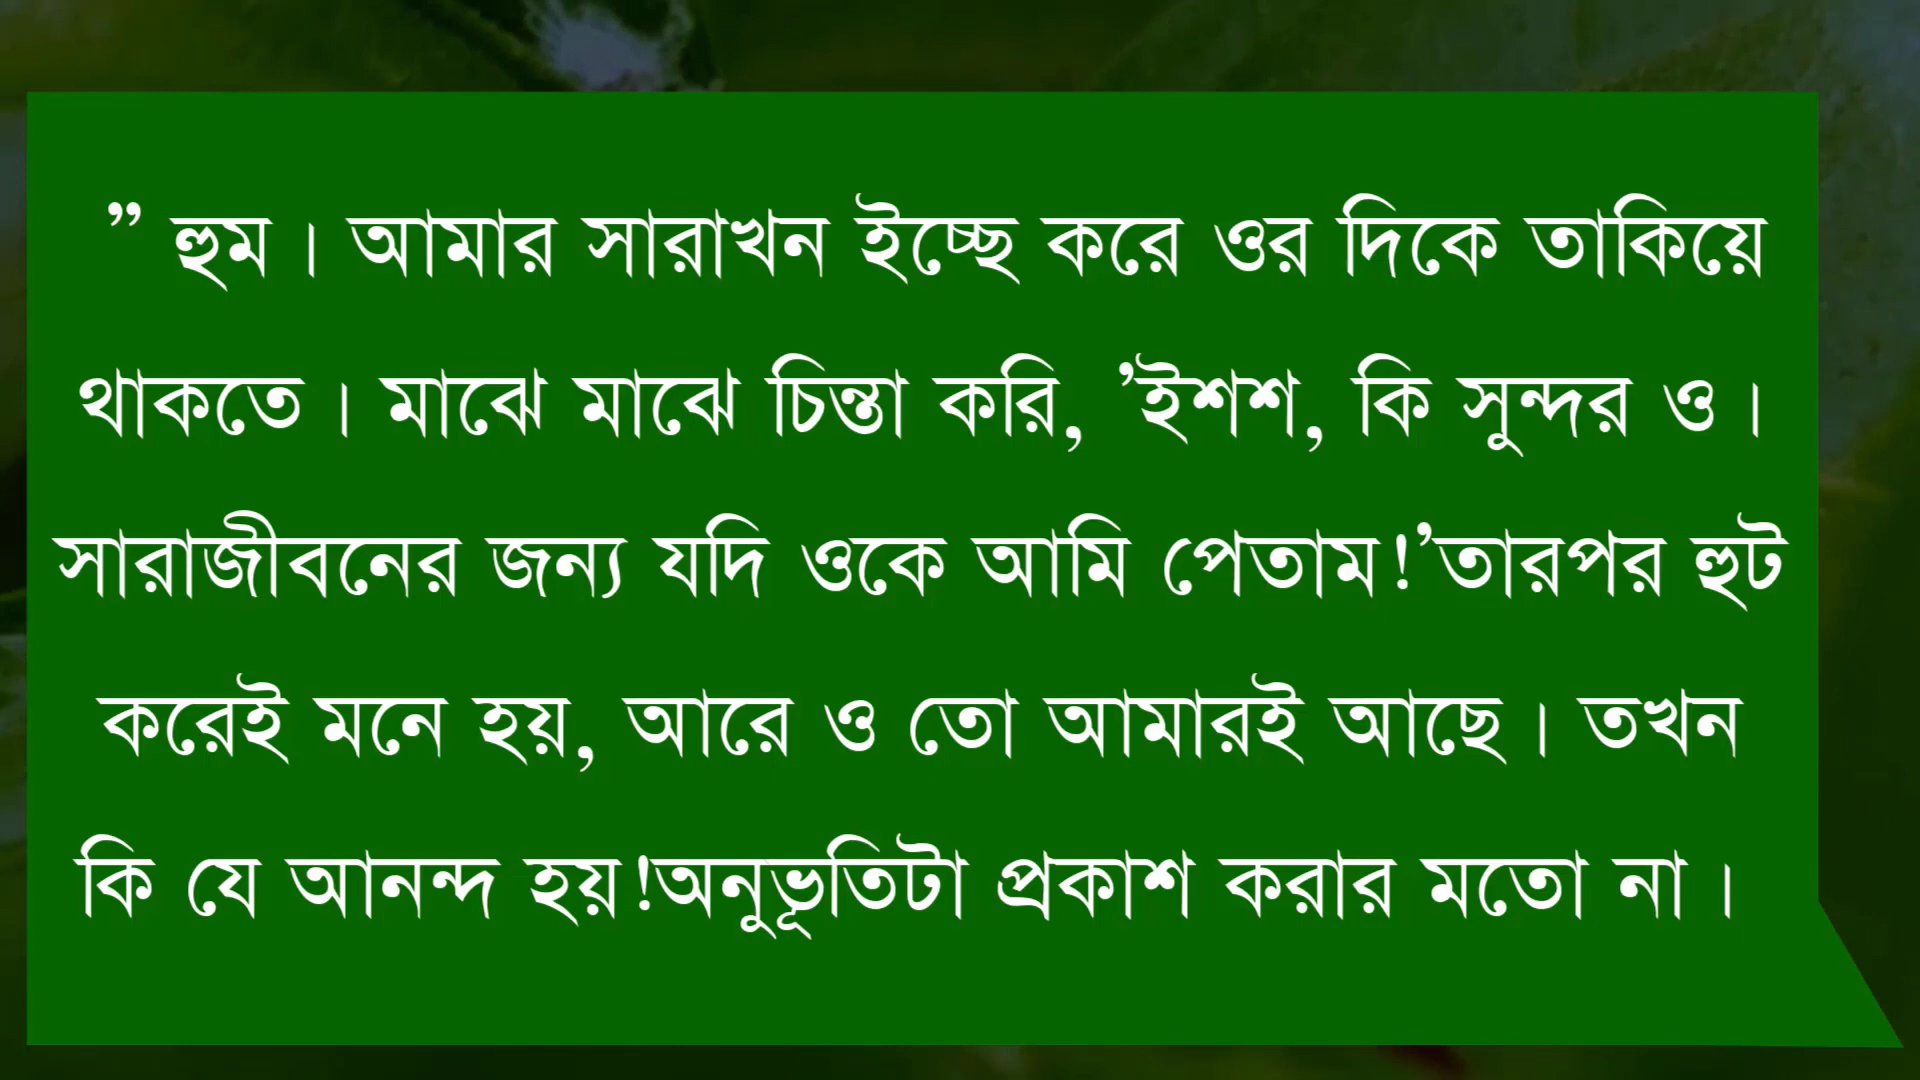 ” হুম। আমার সারাখন ইচ্ছে করে ওর দিকে তাকিয়ে
থাকতে। মাঝে মাঝে চিন্তা করি, ’ইশশ, কি সুন্দর ও।
সারাজীবনের জন্য যদি ওকে আমি পেতাম!’তারপর হুট
করেই মনে হয়, আরে ও তো আমারই আছে। তখন
কি যে আনন্দ হয়!অনুভূতিটা প্রকাশ করার মতো না।